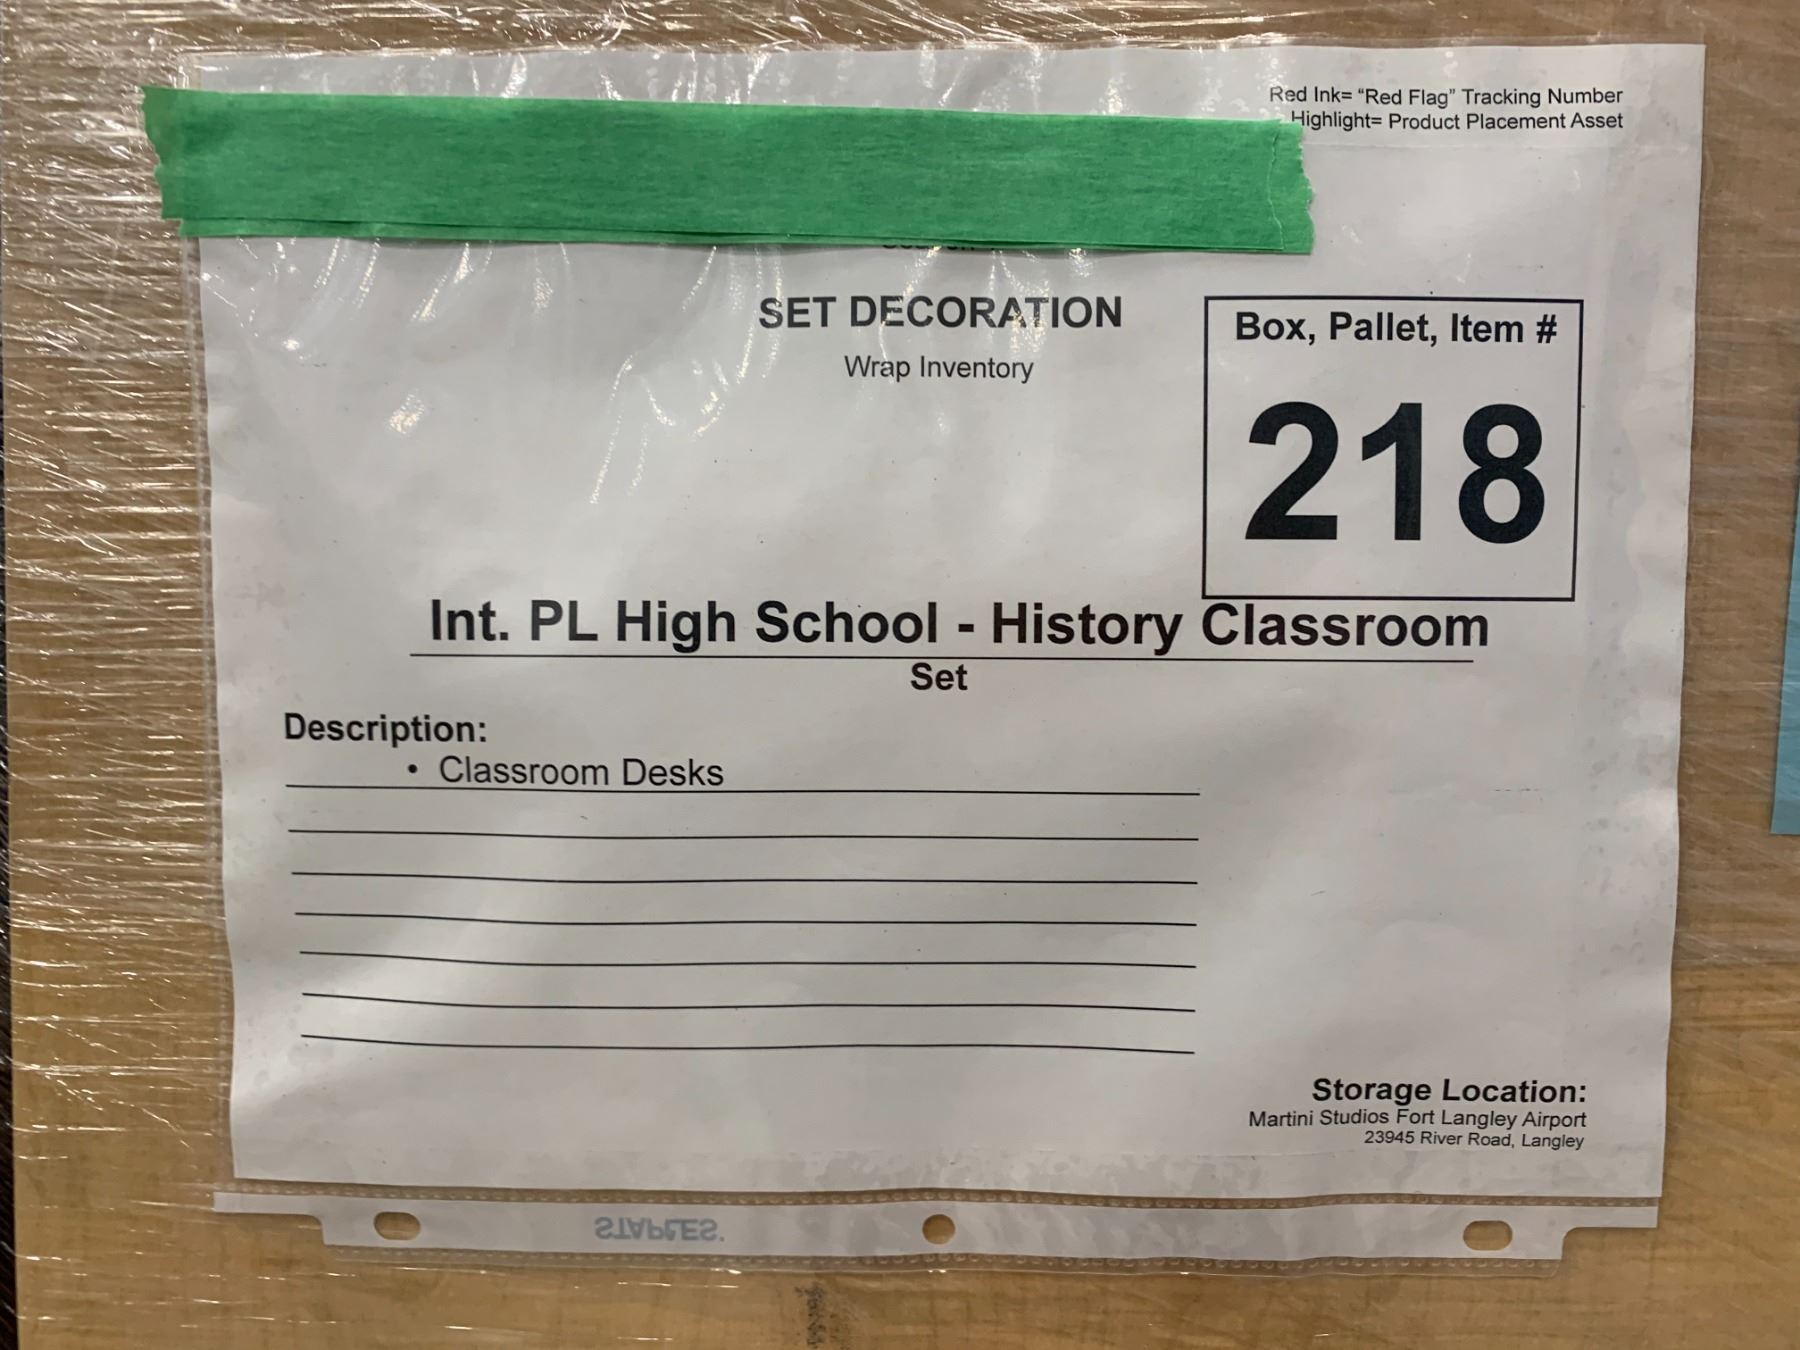 Red Ink= “Red Flag” Tracking Number
Highlight= Product Placement Asset
SET DECORATION
Wrap Inventory
Box, Pallet, Item #
218
Int. PL High School - History Classroom
Set
Description:
• Classroom Desks
Storage Location:
Martini Studios Fort Langley Airport
23945 River Road, Langley
STAPLES.